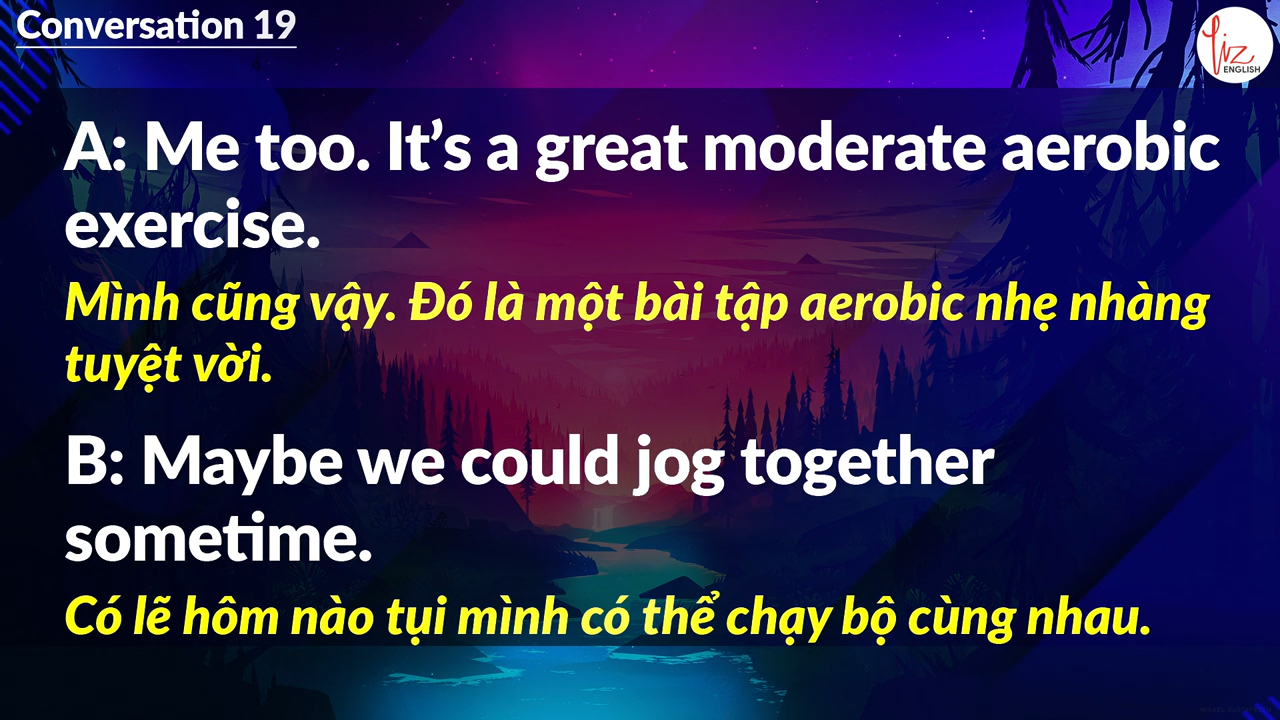 Conversation 19
Liz
ENGLISH
A: Me too. It’s a great moderate aerobic
exercise.
Mình cũng vậy. Đó là một bài tập aerobic nhẹ nhàng
tuyệt vời.
B: Maybe we could jog together
sometime.
Có lẽ hôm nào tụi mình có thể chạy bộ cùng nhau.